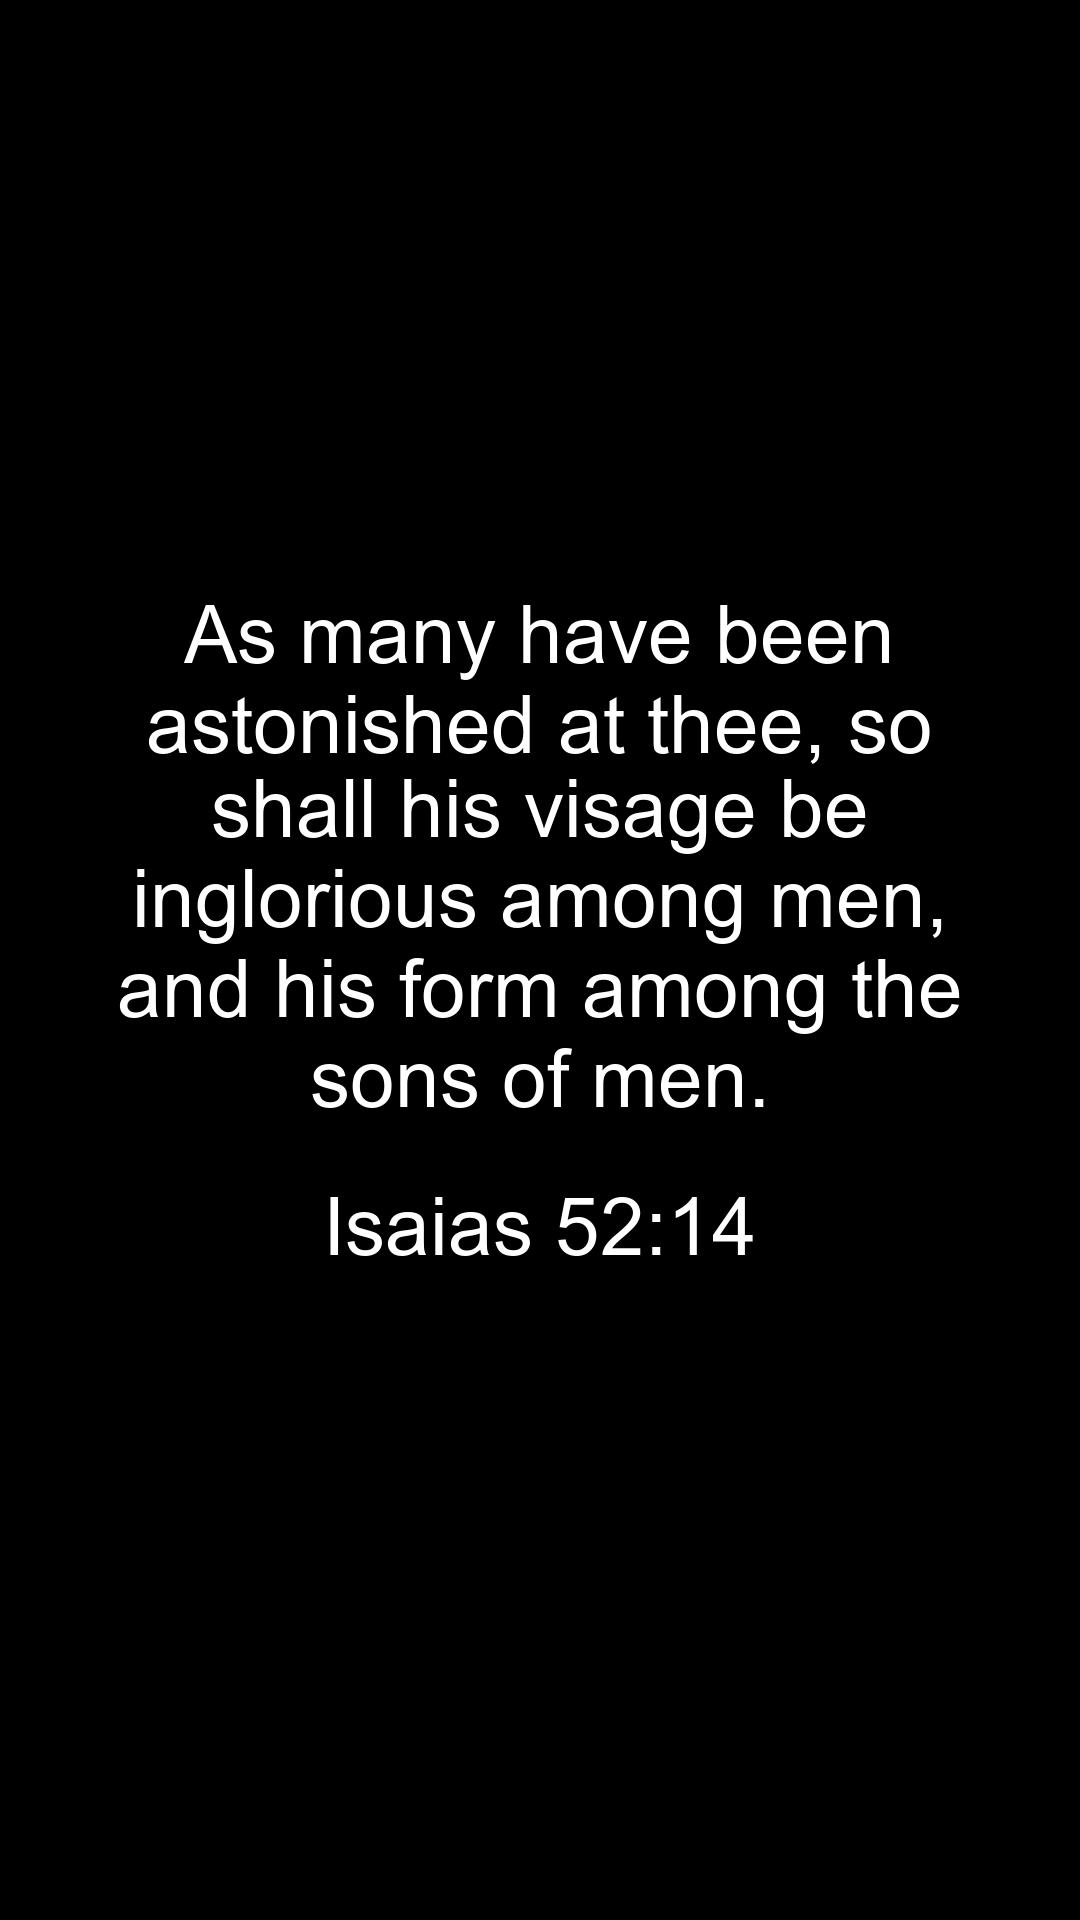 As many have been
astonished at thee, so
shall his visage be
inglorious among men,
and his form among the
sons of men.
Isaias 52:14